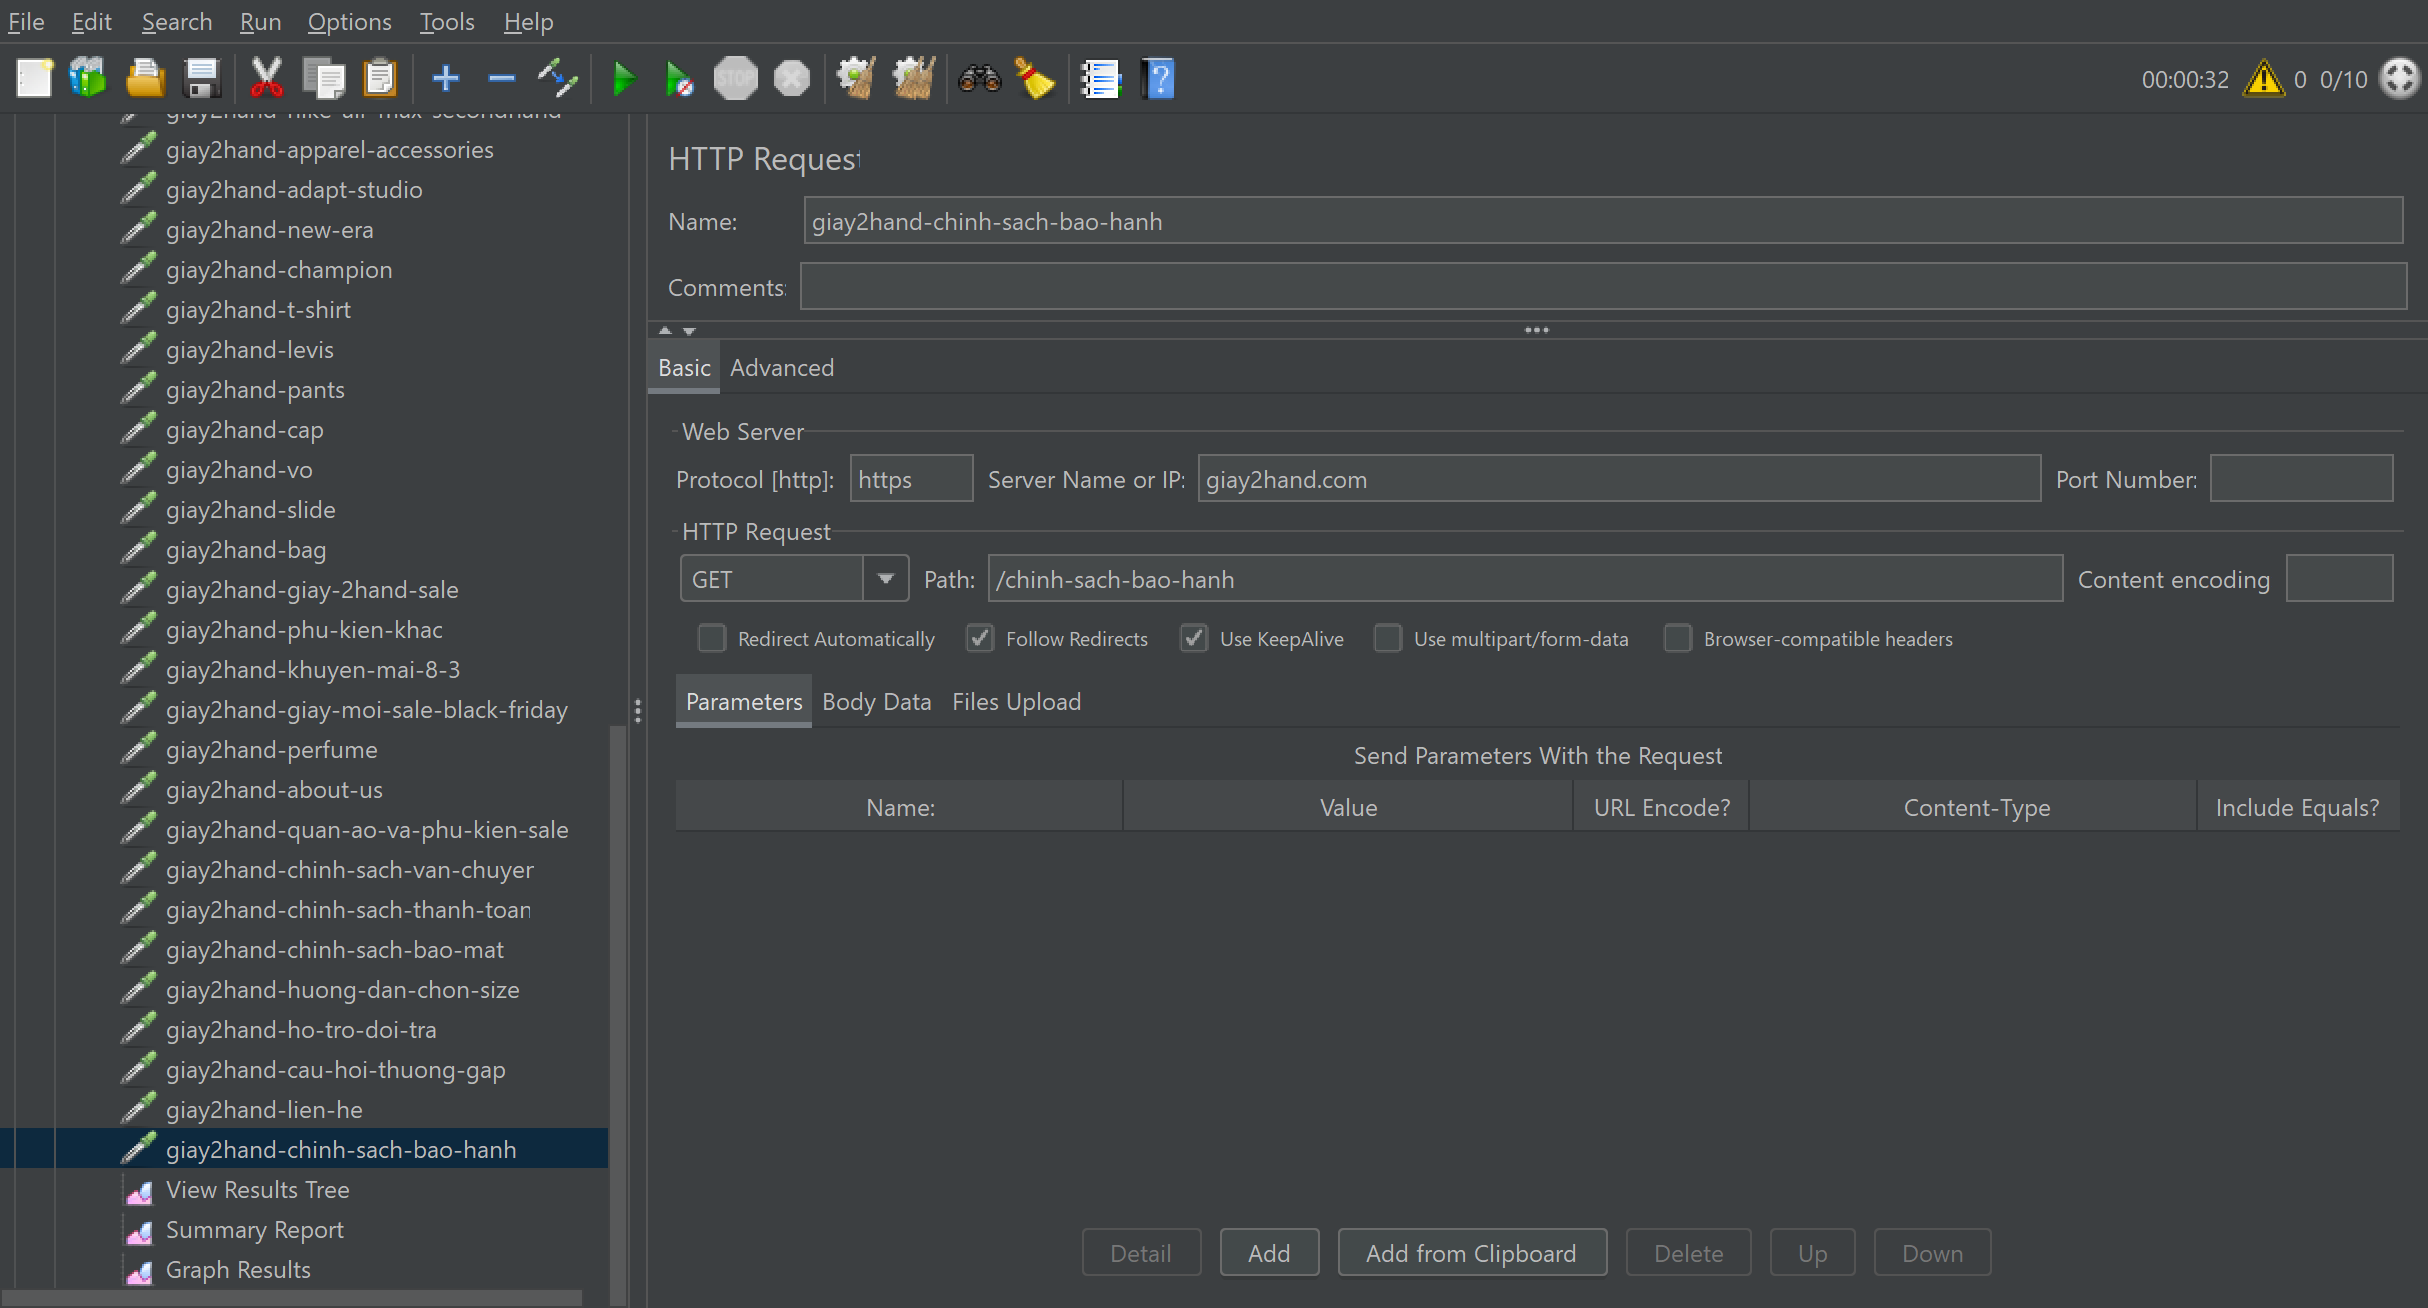 File Edit Search Run Options Tools Help
STOP
00:00:32 0 0/10
giay2hand-nike-air-max-secondhand
giay2hand-apparel-accessories
giay2hand-adapt-studio
giay2hand-new-era
giay2hand-champion
giay2hand-t-shirt
giay2hand-levis
giay2hand-pants
giay2hand-cap
giay2hand-vo
giay2hand-slide
giay2hand-bag
giay2hand-giay-2hand-sale
giay2hand-phu-kien-khac
giay2hand-khuyen-mai-8-3
giay2hand-giay-moi-sale-black-friday
giay2hand-perfume
giay2hand-about-us
giay2hand-quan-ao-va-phu-kien-sale
giay2hand-chinh-sach-van-chuyer
giay2hand-chinh-sach-thanh-toan
giay2hand-chinh-sach-bao-mat
giay2hand-huong-dan-chon-size
giay2hand-ho-tro-doi-tra
giay2hand-cau-hoi-thuong-gap
giay2hand-lien-he
giay2hand-chinh-sach-bao-hanh
View Results Tree
Summary Report
Graph Results
HTTP Request
Name: giay2hand-chinh-sach-bao-hanh
Comments:
Basic Advanced
Web Server
Protocol [http]: https Server Name or IP: giay2hand.com Port Number:
HTTP Request
GET Path: /chinh-sach-bao-hanh Content encoding
Redirect Automatically Follow Redirects Use KeepAlive Use multipart/form-data Browser-compatible headers
Parameters Body Data Files Upload
Send Parameters With the Request
Name: Value URL Encode? Content-Type Include Equals?
Detail Add Add from Clipboard Delete Up Down